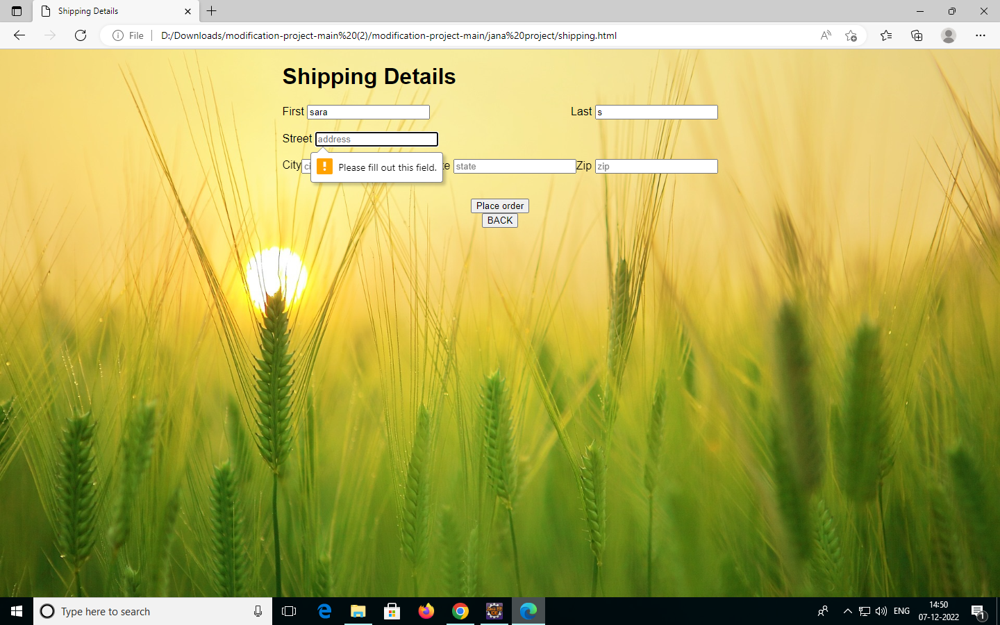 Shipping Details
File D:/Downloads/modification-project-main%20(2)/modification-project-main/jana%20project/shipping.html
Shipping Details
First sara Last s
Street address
Please fill out this field.
City state Zip zip
Place order
BACK
Type here to search
ENG
14:50
07-12-2022
1